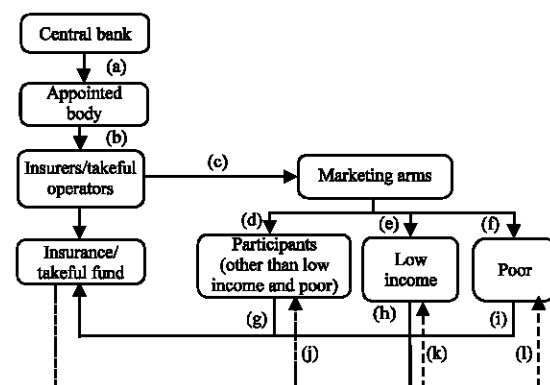 Central bank
(a)
Appointed
body
(b)
Insurers/takeful
operators
(c)
Marketing arms
(d)
(e)
(f)
Insurance/
takeful fund
Participants
(other than low
income and poor)
Low
income
Poor
(g)
(h)
(i)
(j)
(k)
(l)